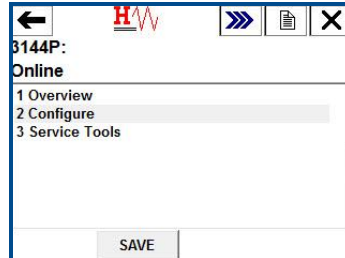 H
3144P:
Online
1 Overview
2 Configure
3 Service Tools
SAVE